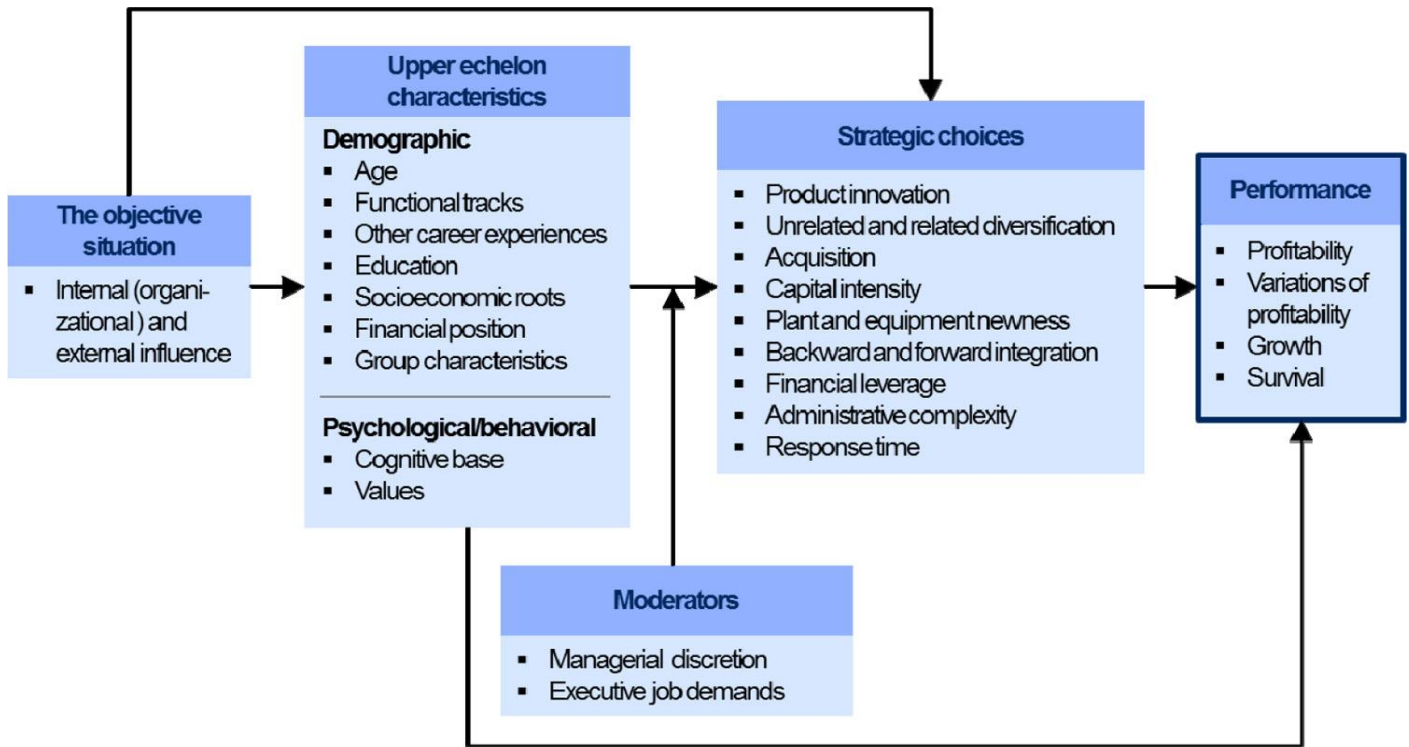 The objective
situation
▪ Internal (organi-
zational) and
external influence
Upper echelon
characteristics
Demographic
▪ Age
▪ Functional tracks
▪ Other career experiences
▪ Education
▪ Socioeconomic roots
▪ Financial position
▪ Group characteristics
Psychological/behavioral
▪ Cognitive base
▪ Values
Moderators
▪ Managerial discretion
▪ Executive job demands
Strategic choices
▪ Product innovation
▪ Unrelated and related diversification
▪ Acquisition
▪ Capital intensity
▪ Plant and equipment newness
▪ Backward and forward integration
▪ Financial leverage
▪ Administrative complexity
▪ Response time
Performance
▪ Profitability
▪ Variations of
profitability
▪ Growth
▪ Survival